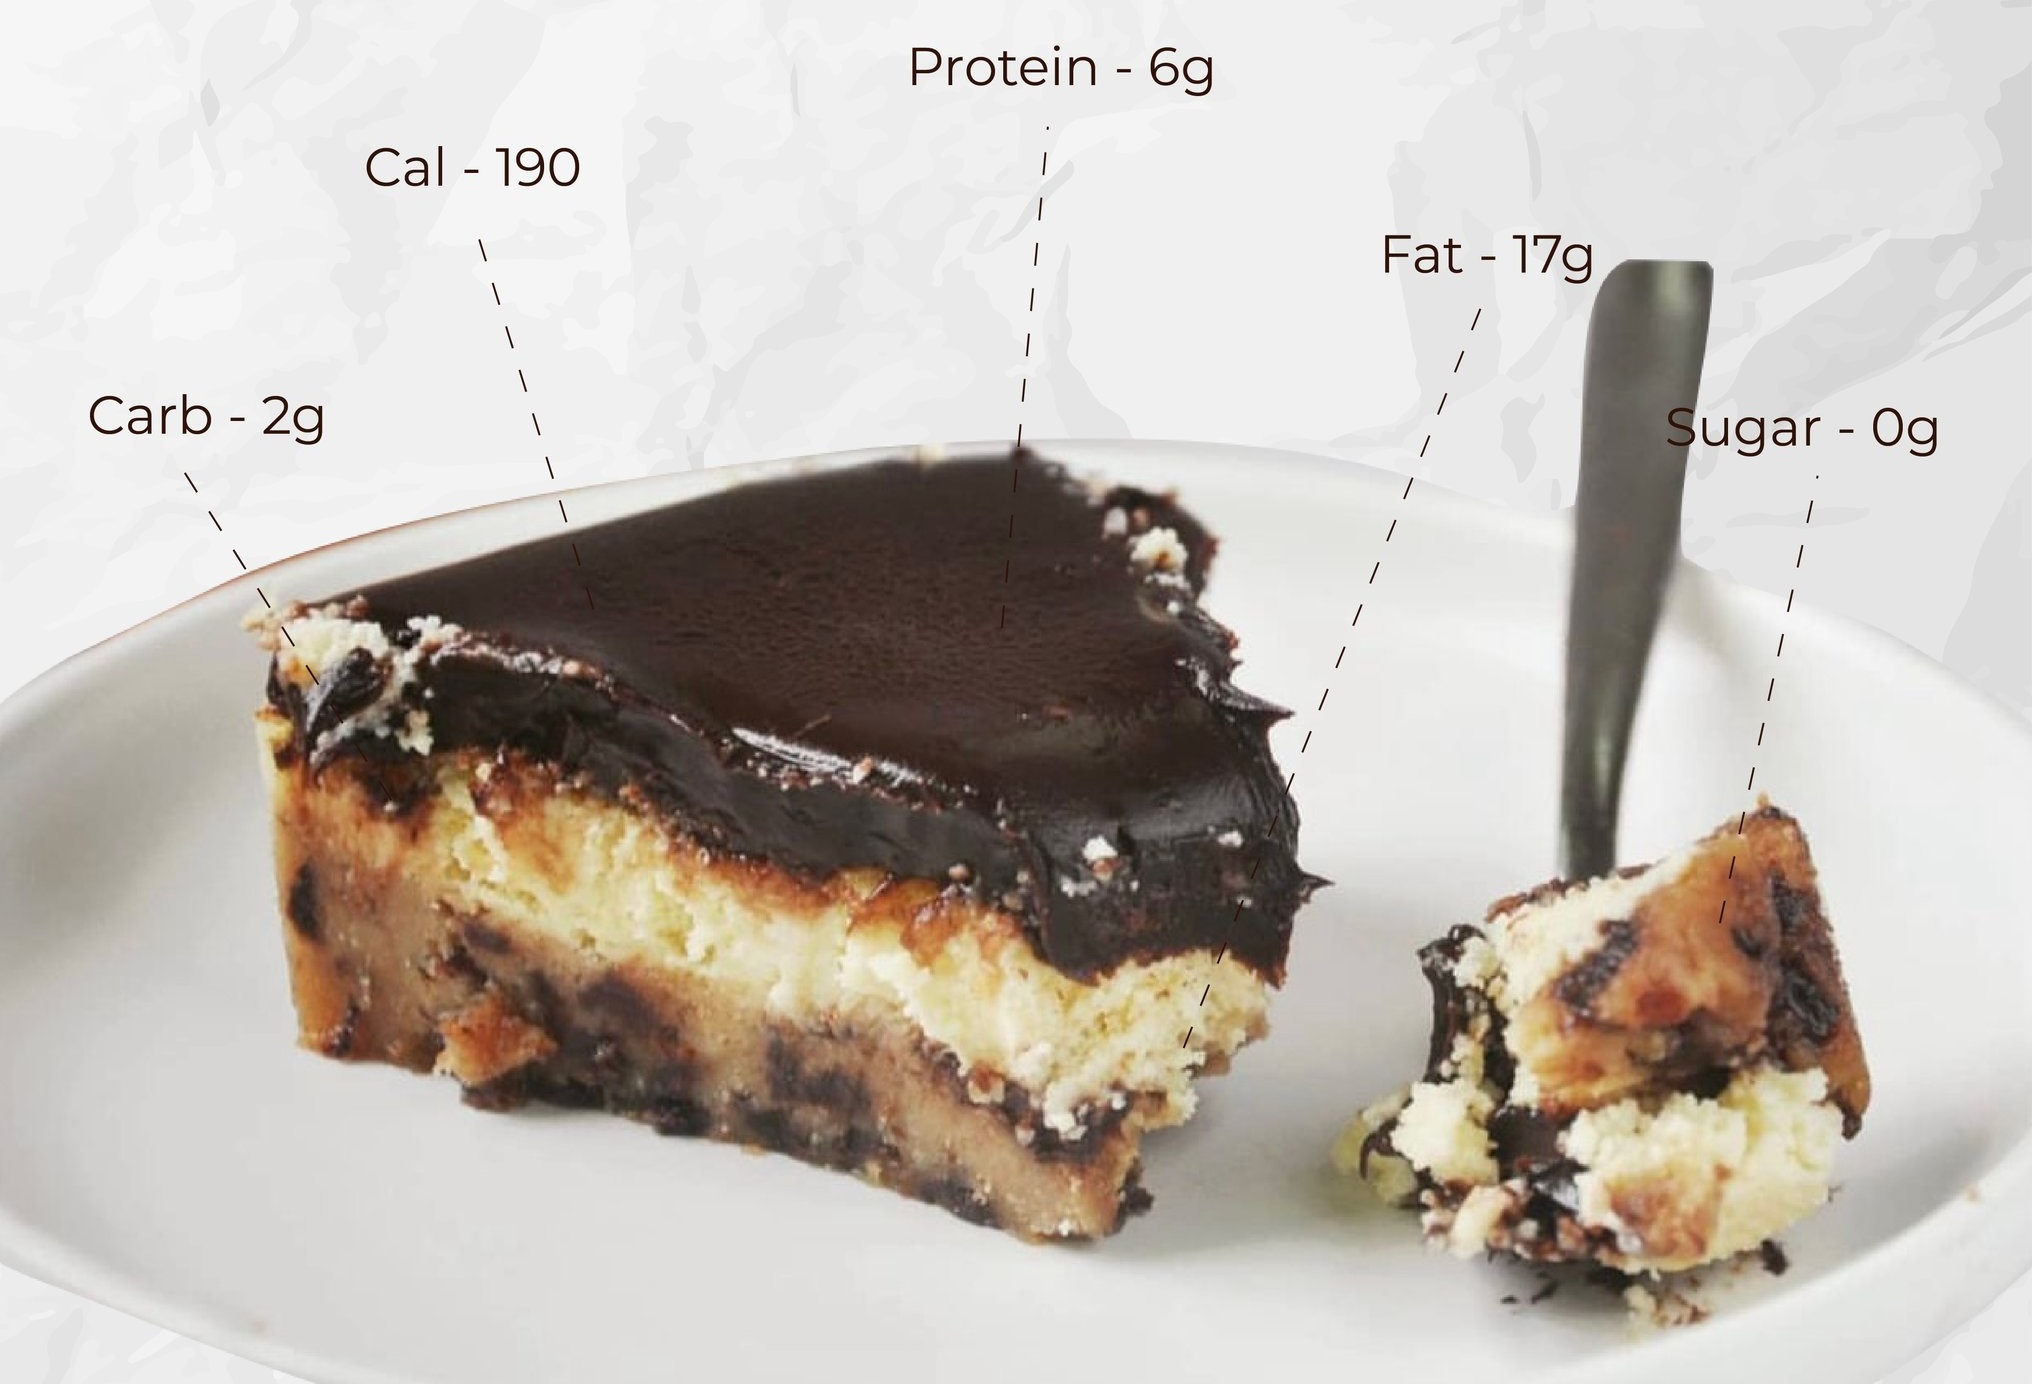 Protein - 6g
Cal - 190
Fat - 17g
Carb - 2g
Sugar - 0g